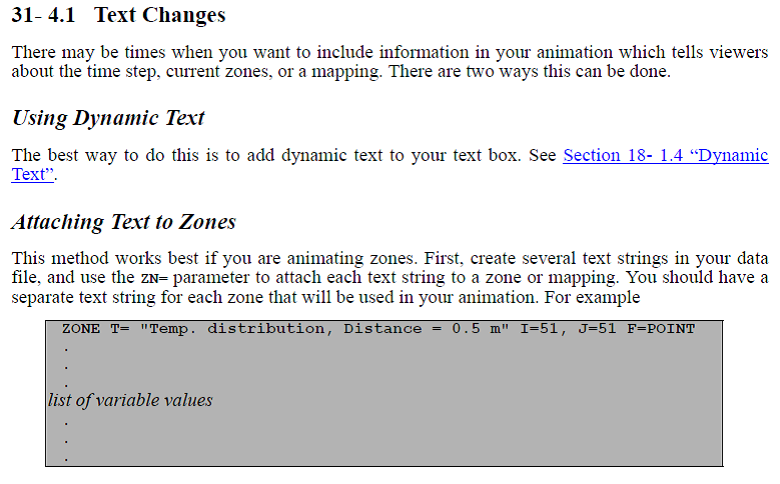 31- 4.1 Text Changes
There may be times when you want to include information in your animation which tells viewers
about the time step, current zones, or a mapping. There are two ways this can be done.
Using Dynamic Text
The best way to do this is to add dynamic text to your text box. See Section 18- 1.4 “Dynamic
Text”.
Attaching Text to Zones
This method works best if you are animating zones. First, create several text strings in your data
file, and use the ZN= parameter to attach each text string to a zone or mapping. You should have a
separate text string for each zone that will be used in your animation. For example
ZONE T= "Temp. distribution, Distance = 0.5 m" I=51, J=51 F=POINT
.
.
.
list of variable values
.
.
.